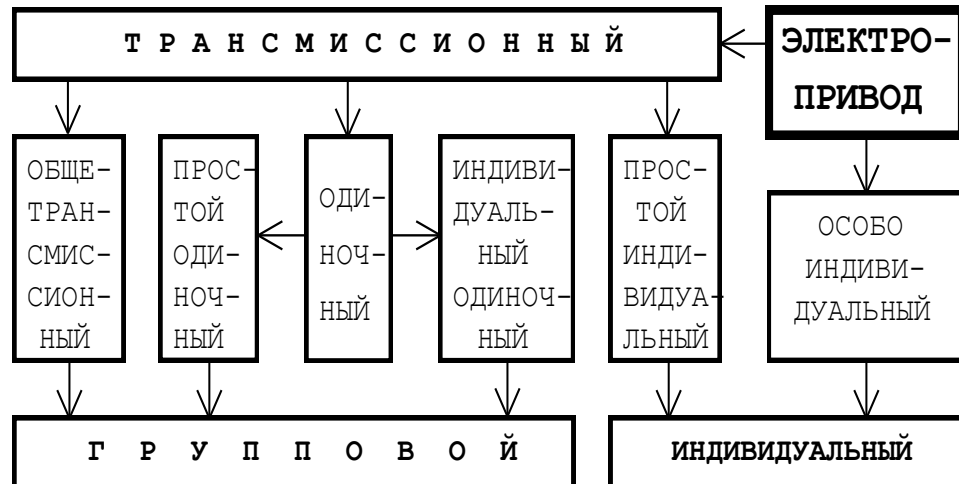 Т Р А Н С М И С С И О Н Н Ы Й
ЭЛЕКТРО-
ПРИВОД
ОБЩЕ-
ТРАН-
СМИС-
СИОН-
НЫЙ
ПРОС-
ТОЙ
ОДИ-
НОЧ-
НЫЙ
ОДИ-
НОЧ-
НЫЙ
ИНДИВИ-
ДУАЛЬ-
НЫЙ
ОДИНОЧ-
НЫЙ
ПРОС-
ТОЙ
ИНДИ-
ВИДУА-
ЛЬНЫЙ
ОСОБО
ИНДИВИ-
ДУАЛЬНЫЙ
Г Р У П П О В О Й
ИНДИВИДУАЛЬНЫЙ